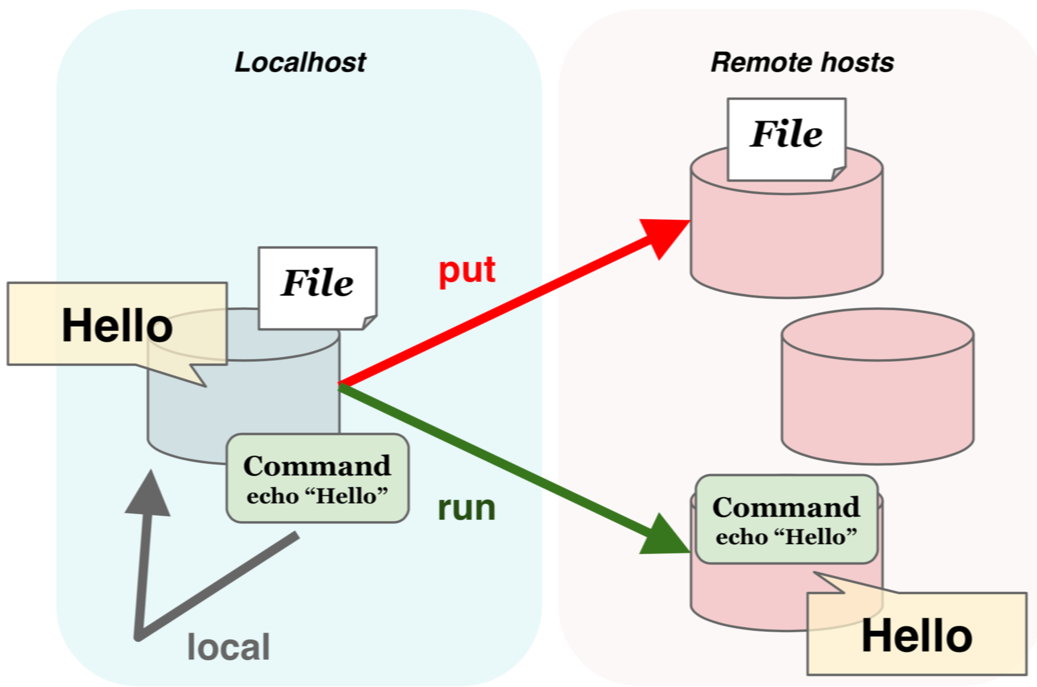 Localhost
Remote hosts
File
File
put
Hello
Command
echo “Hello”
run
Command
echo “Hello”
local
Hello